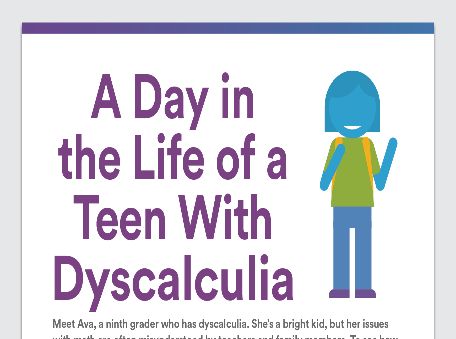 A Day in
the Life of a
Teen With
Dyscalculia
Meet Ava, a ninth grader who has dyscalculia. She's a bright kid, but her issues
with math are often misunderstood by teachers and family members. To see how